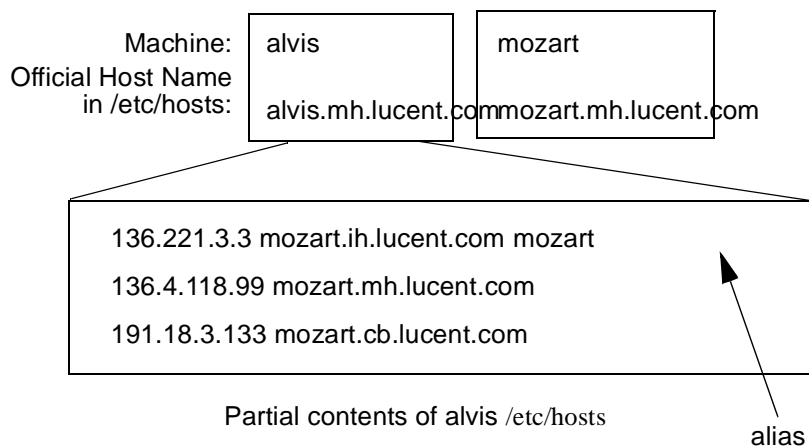 Machine: alvis mozart
Official Host Name
in /etc/hosts: alvis.mh.lucent.com mozart.mh.lucent.com
136.221.3.3 mozart.ih.lucent.com mozart
136.4.118.99 mozart.mh.lucent.com
191.18.3.133 mozart.cb.lucent.com
Partial contents of alvis /etc/hosts
alias